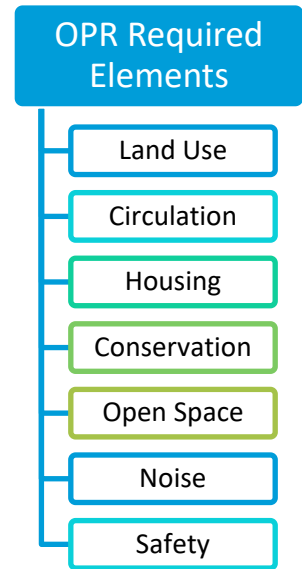 OPR Required
Elements
Land Use
Circulation
Housing
Conservation
Open Space
Noise
Safety